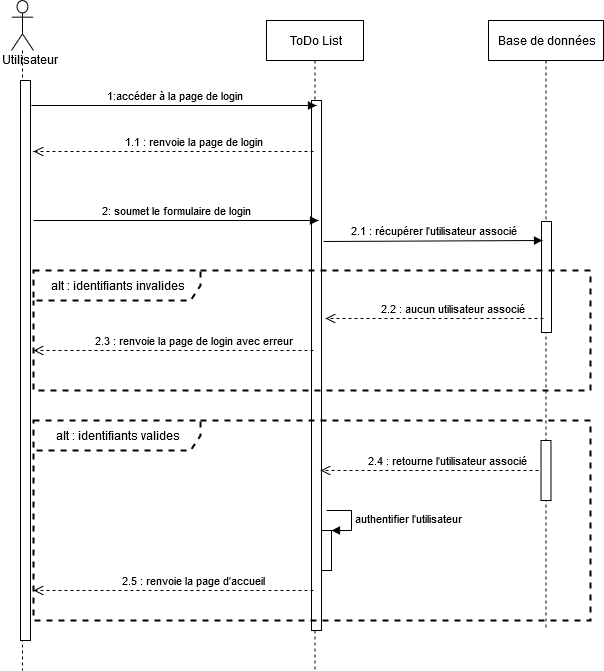 Utilisateur
ToDo List
Base de données
1:accéder à la page de login
1.1 : renvoie la page de login
2: soumet le formulaire de login
2.1 : récupérer l'utilisateur associé
alt : identifiants invalides
2.2 : aucun utilisateur associé
2.3 : renvoie la page de login avec erreur
alt : identifiants valides
2.4 : retourne l'utilisateur associé
authentifier l'utilisateur
2.5 : renvoie la page d'accueil